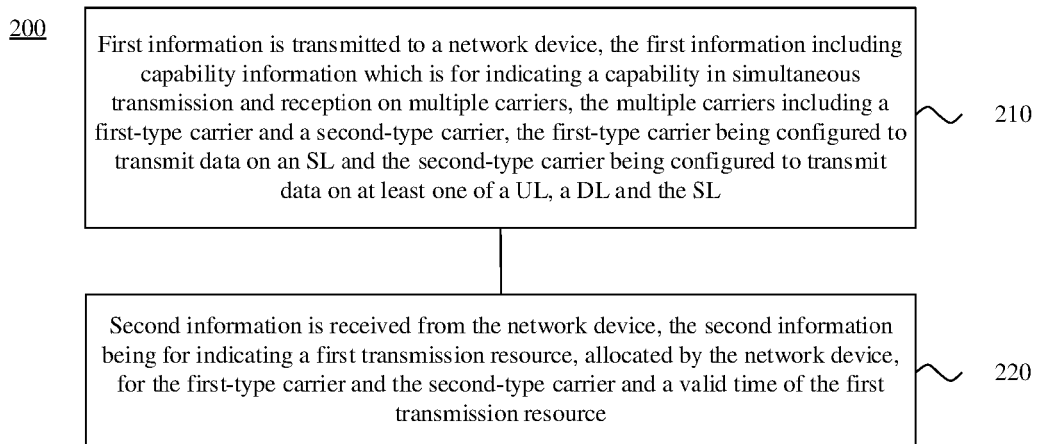 200
First information is transmitted to a network device, the first information including
capability information which is for indicating a capability in simultaneous
transmission and reception on multiple carriers, the multiple carriers including a
first-type carrier and a second-type carrier, the first-type carrier being configured to
transmit data on an SL and the second-type carrier being configured to transmit
data on at least one of a UL, a DL and the SL
210
Second information is received from the network device, the second information
being for indicating a first transmission resource, allocated by the network device,
for the first-type carrier and the second-type carrier and a valid time of the first
transmission resource
220